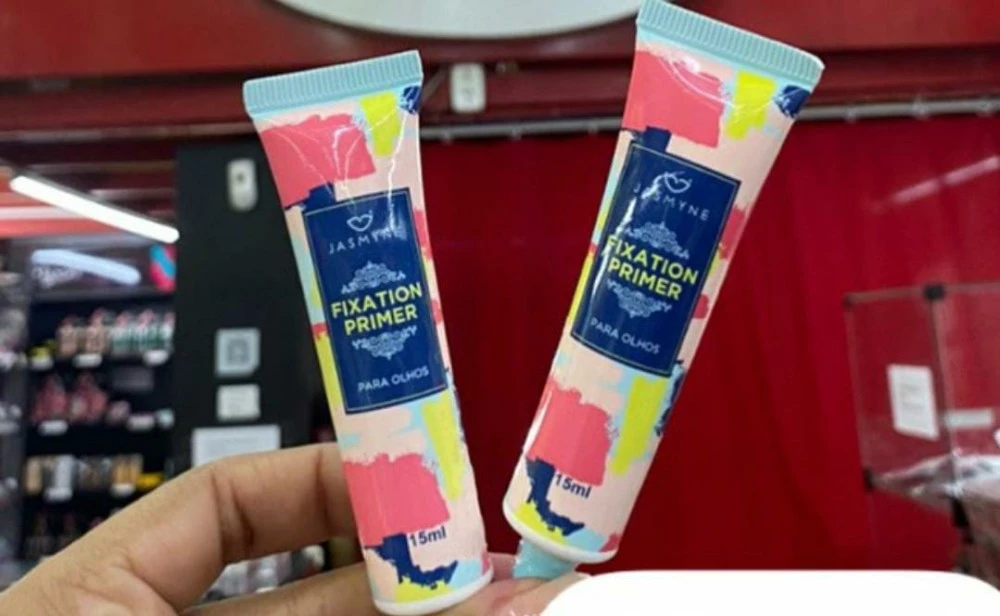 JASMYNE
FIXATION
PRIMER
PARA OLHOS
15ml
JASMYNE
FIXATION
PRIMER
PARA OLHOS
15ml